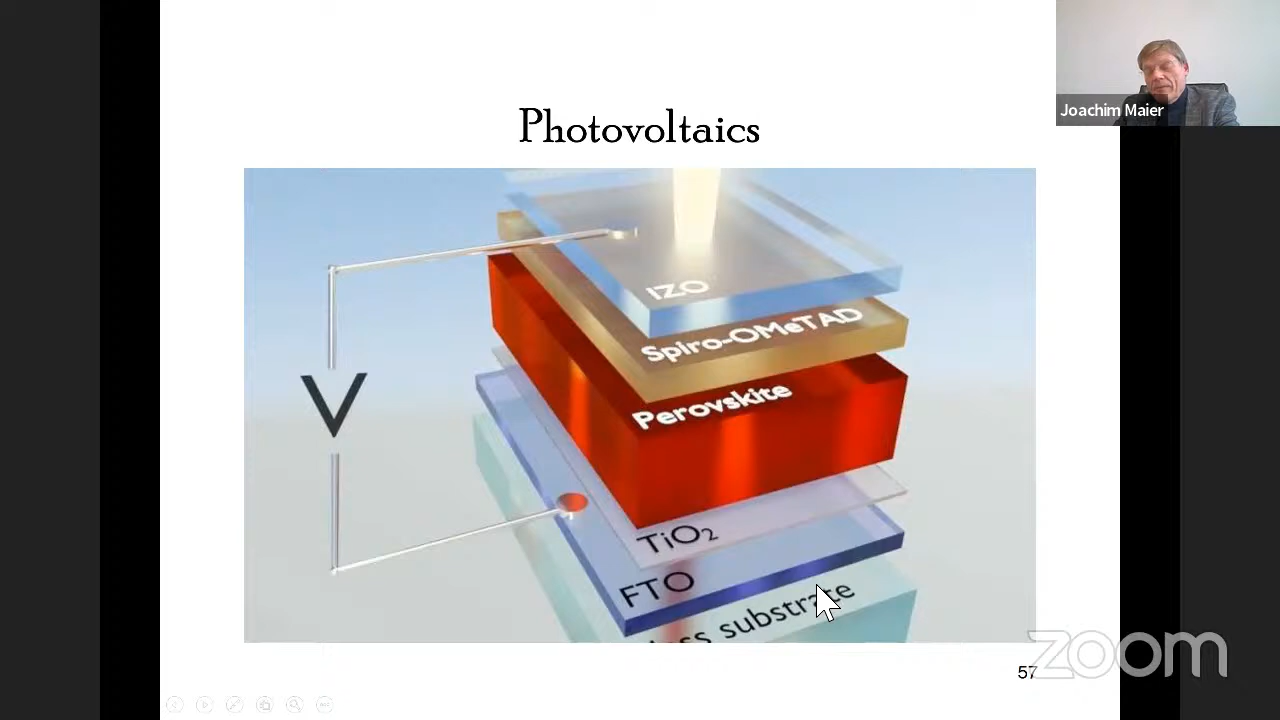 Joachim Maier
Photovoltaics
IZO
Spiro-OMeTAD
Perovskite
V
TiO₂
FTO
substrate
57
zoom